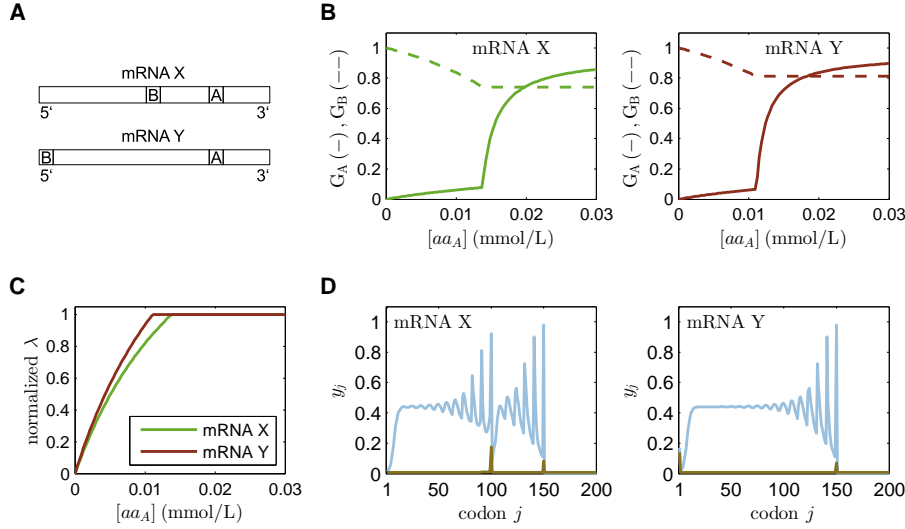 A
mRNA X
B
A
5‘
3‘
mRNA Y
B
A
5‘
3‘
B
mRNA X
G_A (−) , G_B (−−)
1
0.8
0.6
0.4
0.2
0
0
0.01
0.02
0.03
[aa_A] (mmol/L)
mRNA Y
G_A (−) , G_B (−−)
1
0.8
0.6
0.4
0.2
0
0
0.01
0.02
0.03
[aa_A] (mmol/L)
C
normalized λ
1
0.8
0.6
0.4
0.2
0
0
0.01
0.02
0.03
mRNA X
mRNA Y
[aa_A] (mmol/L)
D
mRNA X
y_j
1
0.8
0.6
0.4
0.2
0
1
50
100
150
200
codon j
mRNA Y
y_j
1
0.8
0.6
0.4
0.2
0
1
50
100
150
200
codon j